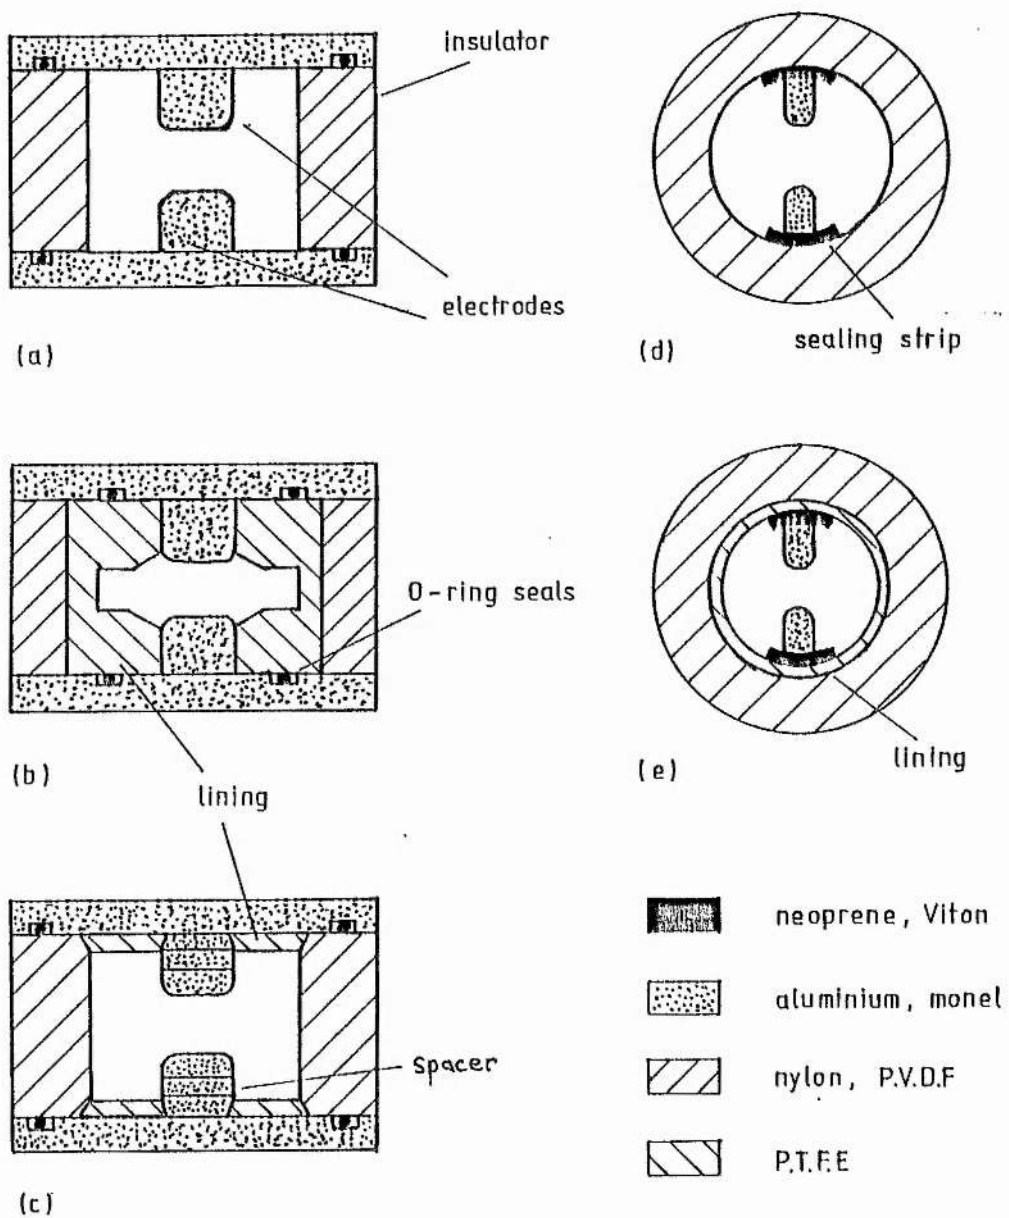 insulator
electrodes
(a)
(d)
sealing strip
O-ring seals
(b)
lining
(e)
lining
spacer
(c)
neoprene, Viton
aluminium, monel
nylon, P.V.D.F
P.T.F.E